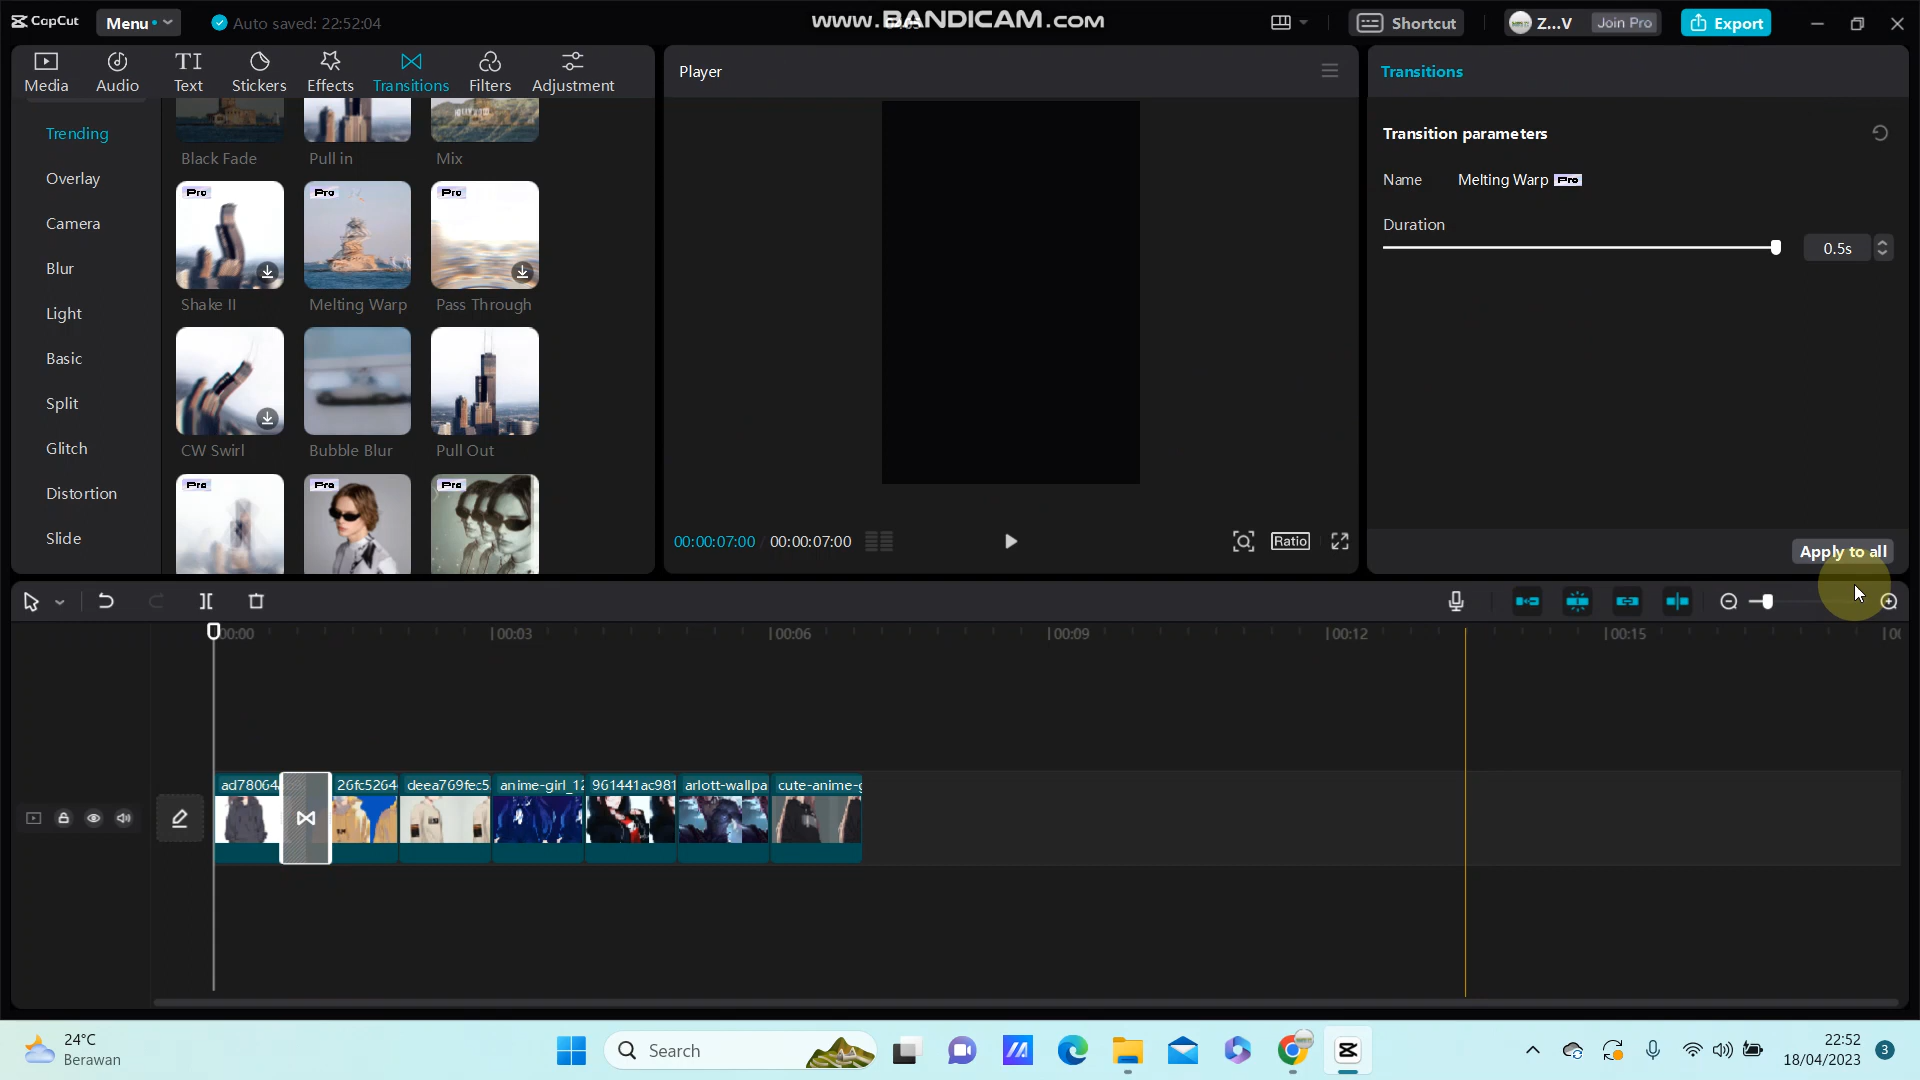 CapCut
Menu
Auto saved: 22:52:04
www.BANDICAM.com
Shortcut
Z...V
Join Pro
Export
Media
Audio
Text
Stickers
Effects
Transitions
Filters
Adjustment
Player
Transitions
Trending
Overlay
Camera
Blur
Light
Basic
Split
Glitch
Distortion
Slide
Black Fade
Pull in
Mix
Pro
Pro
Pro
Shake II
Melting Warp
Pass Through
CW Swirl
Bubble Blur
Pull Out
Pro
Pro
Pro
Transition parameters
Name
Melting Warp Pro
Duration
0.5s
00:00:07:00 / 00:00:07:00
Ratio
Apply to all
00:00
00:03
00:06
00:09
00:12
00:15
ad78064
26fc5264
deea769fec5
anime-girl_12
961441ac981
arlott-wallpa
cute-anime-g
24°C
Berawan
Search
22:52
18/04/2023
3